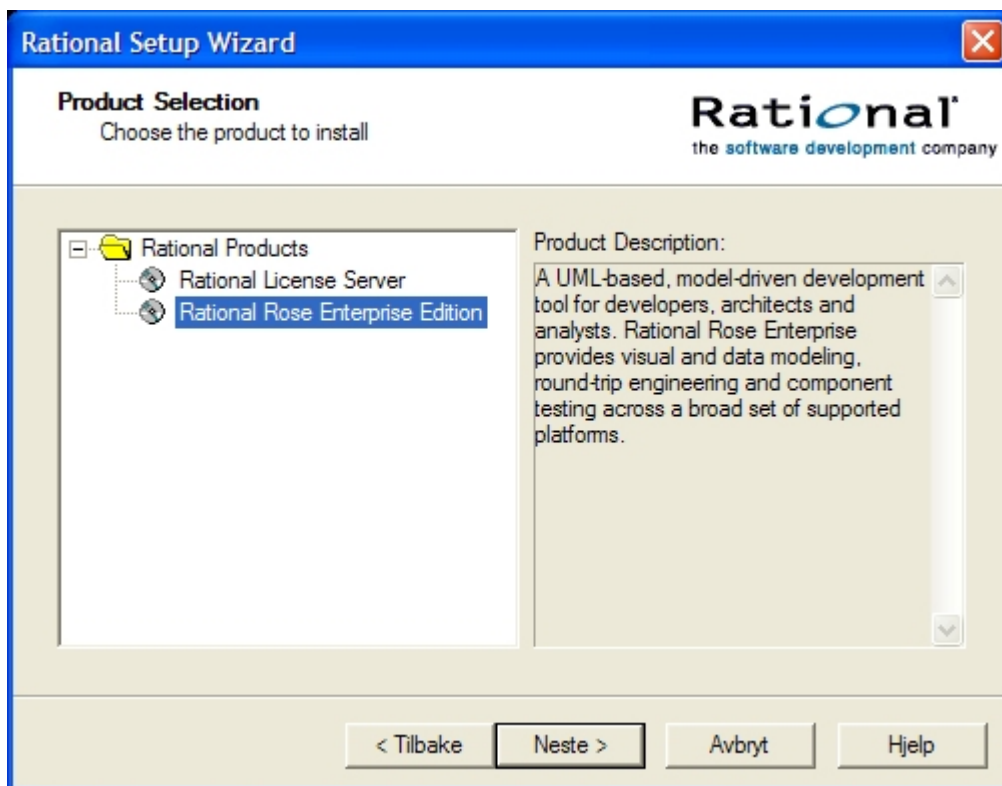 Rational Setup Wizard
Product Selection
Choose the product to install
Rational
the software development company
Rational Products
Rational License Server
Rational Rose Enterprise Edition
Product Description:
A UML-based, model-driven development
tool for developers, architects and
analysts. Rational Rose Enterprise
provides visual and data modeling,
round-trip engineering and component
testing across a broad set of supported
platforms.
< Tilbake
Neste >
Avbryt
Hjelp